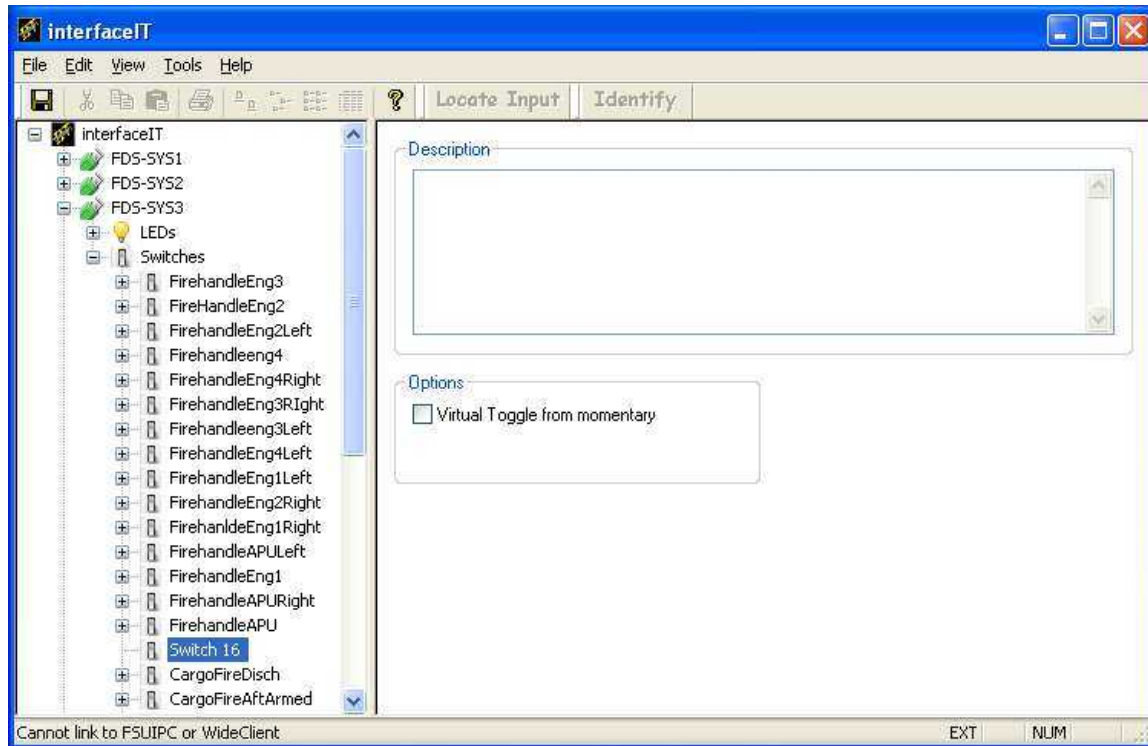 interfaceIT
File Edit View Tools Help
Locate Input Identify
interfaceIT
FDS-SYS1
FDS-SYS2
FDS-SYS3
LEDs
Switches
FirehandleEng3
FireHandleEng2
FirehandleEng2Left
Firehandleeng4
FirehandleEng4Right
FirehandleEng3RIght
Firehandleeng3Left
FirehandleEng4Left
FirehandleEng1Left
FirehandleEng2Right
FirehanldeEng1Right
FirehandleAPULeft
FirehandleEng1
FirehandleAPURight
FirehandleAPU
Switch 16
CargoFireDisch
CargoFireAftArmed
Description
Options
Virtual Toggle from momentary
Cannot link to FSUIPC or WideClient EXT NUM